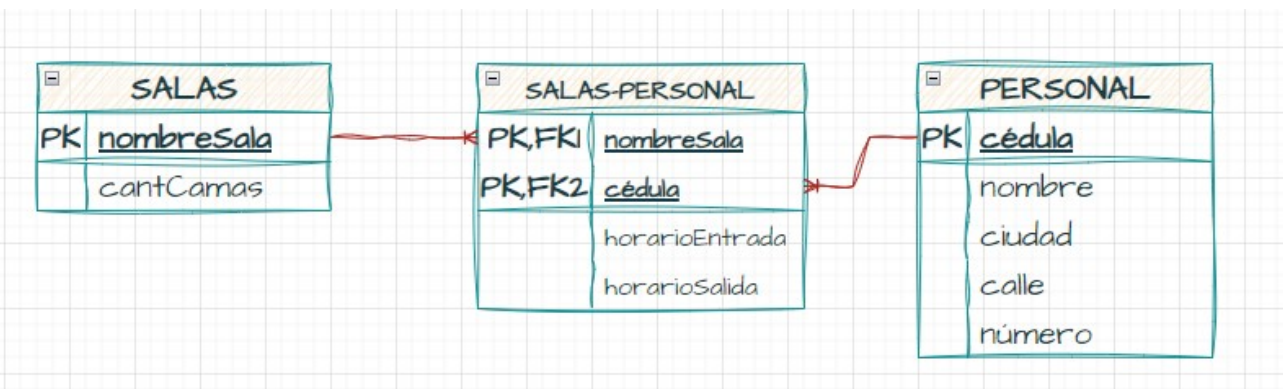 SALAS
PK nombreSala
cantCamas
SALAS-PERSONAL
PK,FK1 nombreSala
PK,FK2 cédula
horarioEntrada
horarioSalida
PERSONAL
PK cédula
nombre
ciudad
calle
número